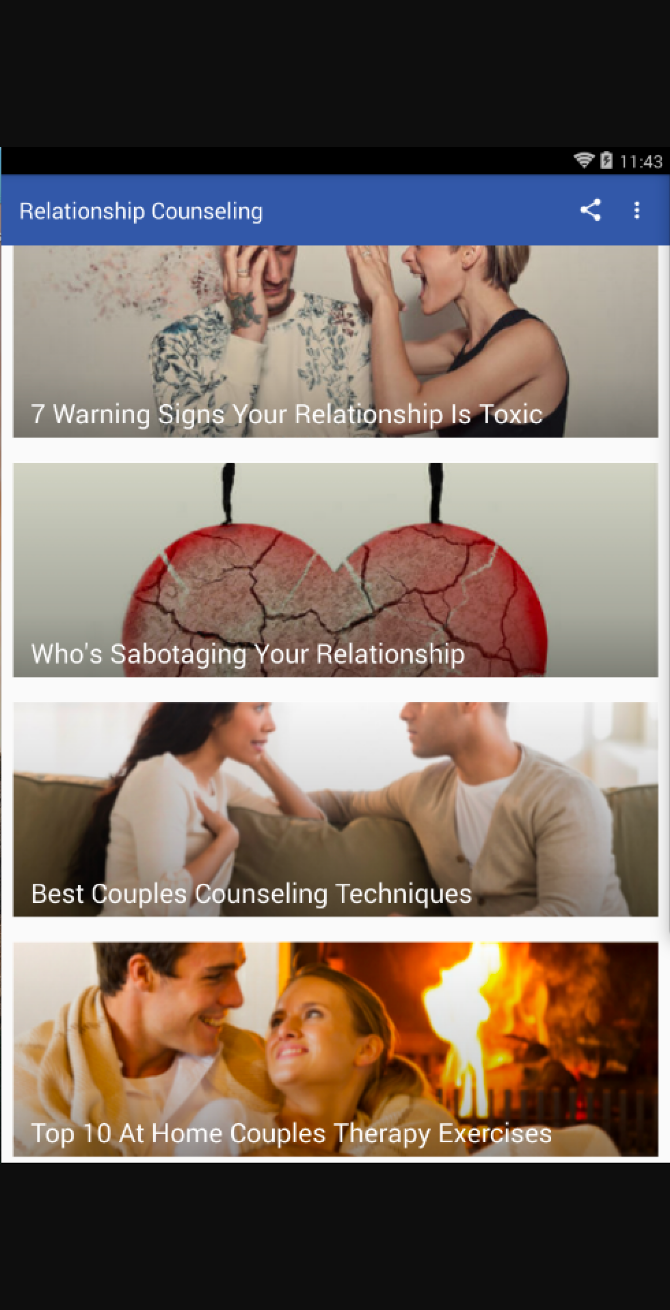 11:43
Relationship Counseling
7 Warning Signs Your Relationship Is Toxic
Who's Sabotaging Your Relationship
Best Couples Counseling Techniques
Top 10 At Home Couples Therapy Exercises